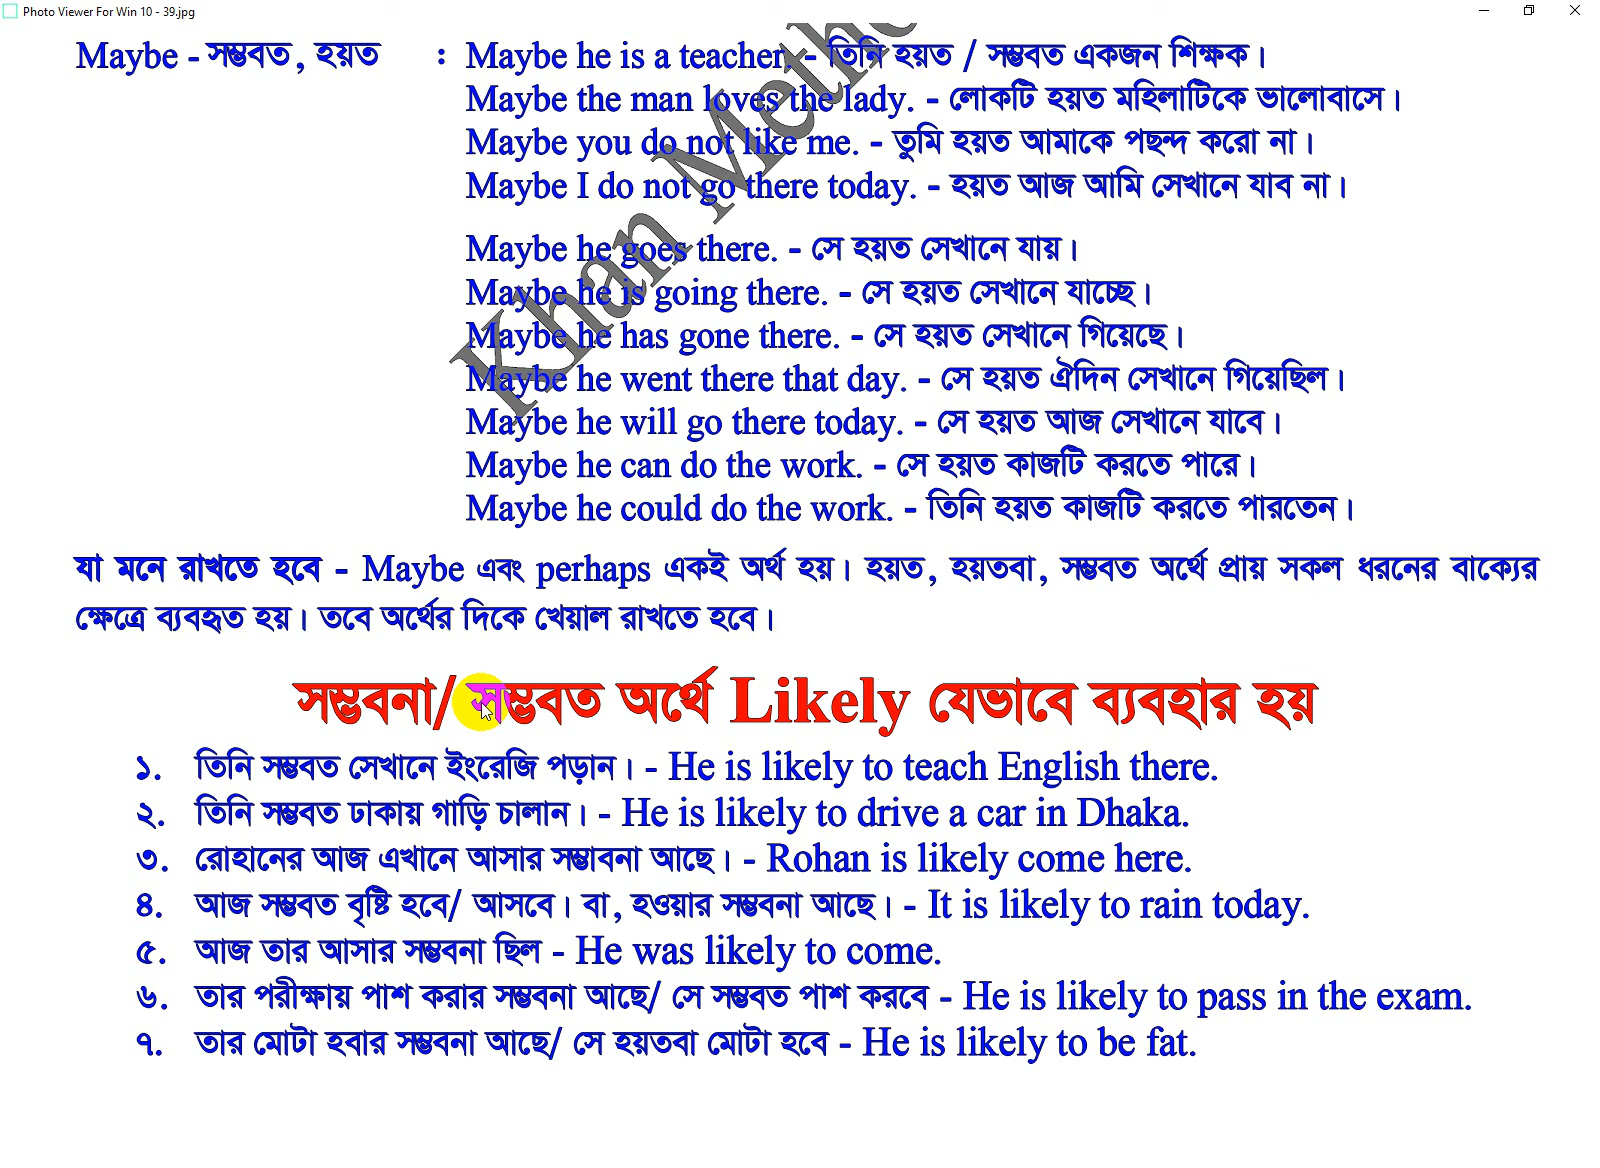 Photo Viewer For Win 10 - 39.jpg
Maybe - সম্ভবত, হয়ত : Maybe he is a teacher. - তিনি হয়ত / সম্ভবত একজন শিক্ষক।
Maybe the man loves the lady. - লোকটি হয়ত মহিলাটিকে ভালোবাসে।
Maybe you do not like me. - তুমি হয়ত আমাকে পছন্দ করো না।
Maybe I do not go there today. - হয়ত আজ আমি সেখানে যাব না।
Maybe he goes there. - সে হয়ত সেখানে যায়।
Maybe he is going there. - সে হয়ত সেখানে যাচ্ছে।
Maybe he has gone there. - সে হয়ত সেখানে গিয়েছে।
Maybe he went there that day. - সে হয়ত ঐদিন সেখানে গিয়েছিল।
Maybe he will go there today. - সে হয়ত আজ সেখানে যাবে।
Maybe he can do the work. - সে হয়ত কাজটি করতে পারে।
Maybe he could do the work. - তিনি হয়ত কাজটি করতে পারতেন।
Khan Metho
যা মনে রাখতে হবে - Maybe এবং perhaps একই অর্থ হয়। হয়ত, হয়তবা, সম্ভবত অর্থে প্রায় সকল ধরনের বাক্যের
ক্ষেত্রে ব্যবহৃত হয়। তবে অর্থের দিকে খেয়াল রাখতে হবে।
সম্ভবনা/ সম্ভবত অর্থে Likely যেভাবে ব্যবহার হয়
১. তিনি সম্ভবত সেখানে ইংরেজি পড়ান। - He is likely to teach English there.
২. তিনি সম্ভবত ঢাকায় গাড়ি চালান। - He is likely to drive a car in Dhaka.
৩. রোহানের আজ এখানে আসার সম্ভাবনা আছে। - Rohan is likely come here.
৪. আজ সম্ভবত বৃষ্টি হবে/ আসবে। বা, হওয়ার সম্ভবনা আছে। - It is likely to rain today.
৫. আজ তার আসার সম্ভবনা ছিল - He was likely to come.
৬. তার পরীক্ষায় পাশ করার সম্ভবনা আছে/ সে সম্ভবত পাশ করবে - He is likely to pass in the exam.
৭. তার মোটা হবার সম্ভবনা আছে/ সে হয়তবা মোটা হবে - He is likely to be fat.